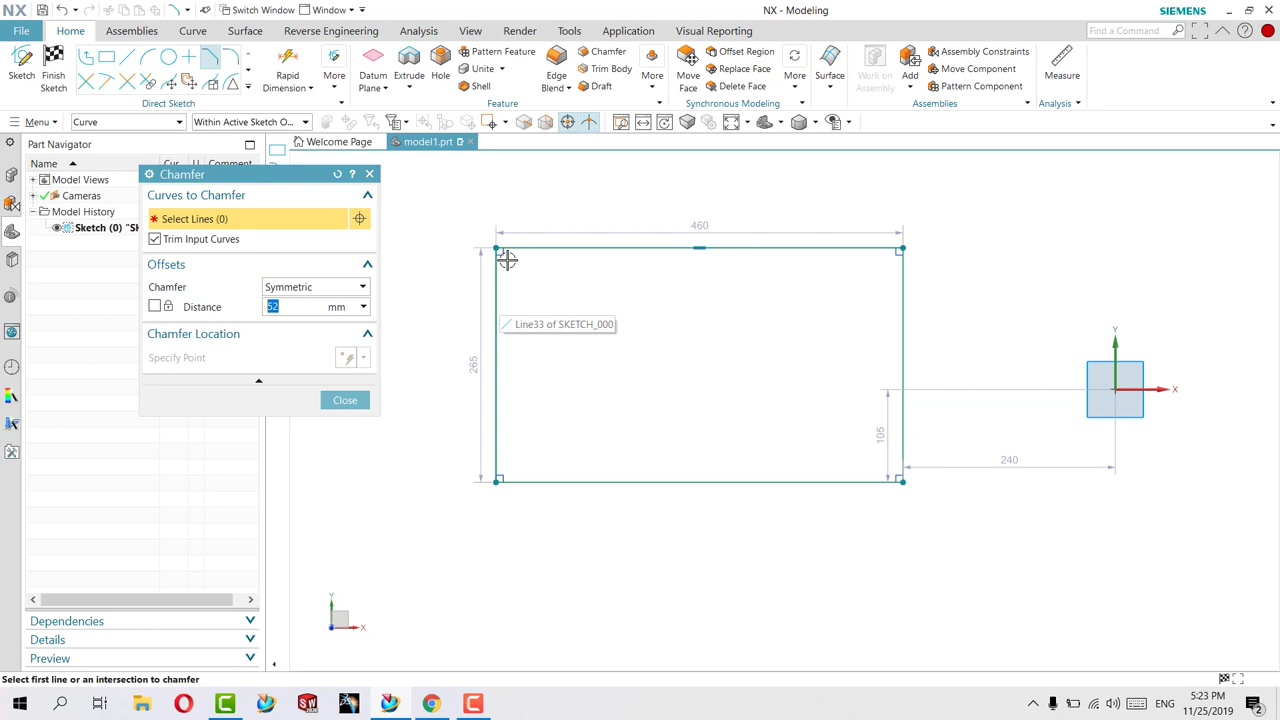 NX
Switch Window
Window
NX - Modeling
SIEMENS
File
Home
Assemblies
Curve
Surface
Reverse Engineering
Analysis
View
Render
Tools
Application
Visual Reporting
Find a Command
Sketch
Finish Sketch
Rapid Dimension
More
Direct Sketch
Datum Plane
Extrude
Hole
Pattern Feature
Unite
Shell
Edge Blend
Chamfer
Trim Body
Draft
More
Feature
Move Face
Offset Region
Replace Face
Delete Face
More
Synchronous Modeling
Surface
Work on Assembly
Add
Assembly Constraints
Move Component
Pattern Component
Assemblies
Measure
Analysis
Menu
Curve
Within Active Sketch O
Part Navigator
Name
Cur
U
Comment
Model Views
Cameras
Model History
Sketch (0) "SK
Welcome Page
model1.prt
Chamfer
Curves to Chamfer
* Select Lines (0)
Trim Input Curves
Offsets
Chamfer
Symmetric
Distance
52
mm
Chamfer Location
Specify Point
Close
460
265
Line33 of SKETCH_000
105
240
Y
X
Y
X
Dependencies
Details
Preview
Select first line or an intersection to chamfer
ENG
5:23 PM
11/25/2019
2